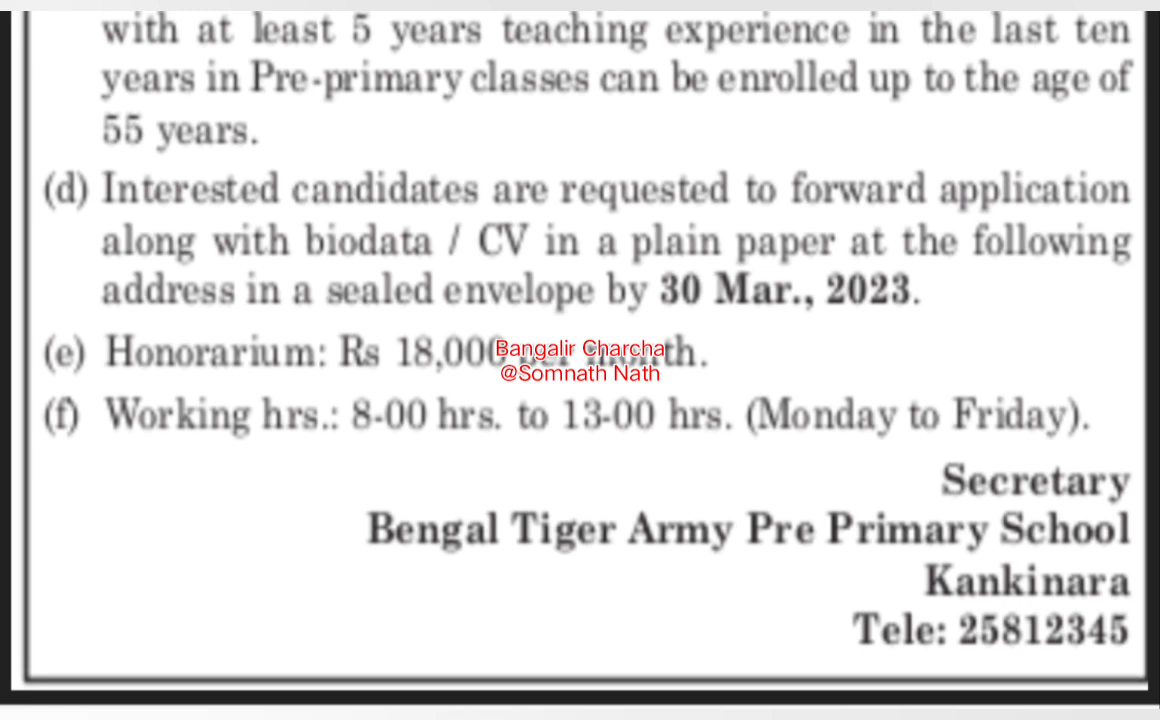 with at least 5 years teaching experience in the last ten
years in Pre-primary classes can be enrolled up to the age of
55 years.
(d) Interested candidates are requested to forward application
along with biodata / CV in a plain paper at the following
address in a sealed envelope by 30 Mar., 2023.
(e) Honorarium: Rs 18,000 per month.
Bangalir Charcha
@Somnath Nath
(f) Working hrs.: 8-00 hrs. to 13-00 hrs. (Monday to Friday).
Secretary
Bengal Tiger Army Pre Primary School
Kankinara
Tele: 25812345